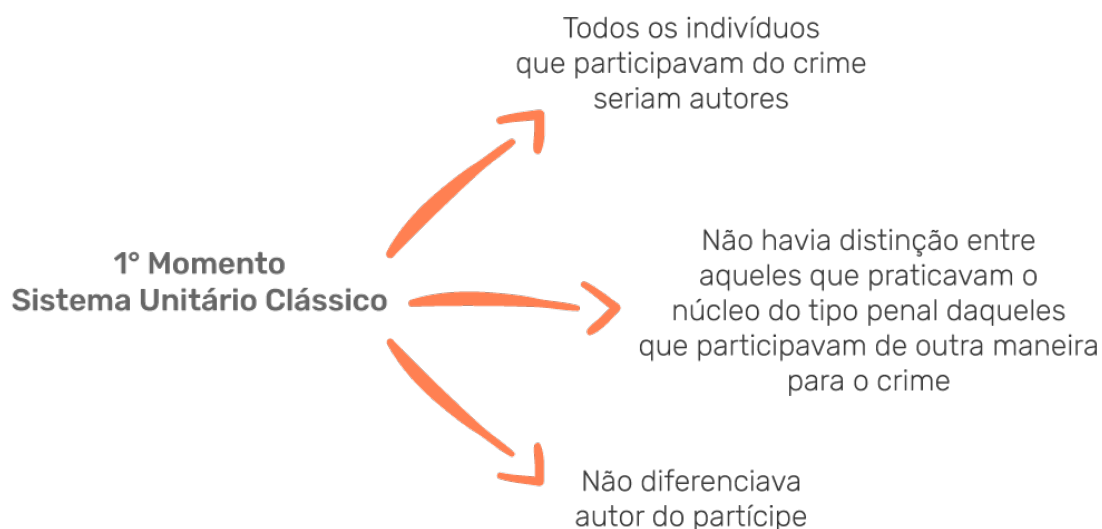 Todos os indivíduos
que participavam do crime
seriam autores
1° Momento
Sistema Unitário Clássico
Não havia distinção entre
aqueles que praticavam o
núcleo do tipo penal daqueles
que participavam de outra maneira
para o crime
Não diferenciava
autor do partícipe